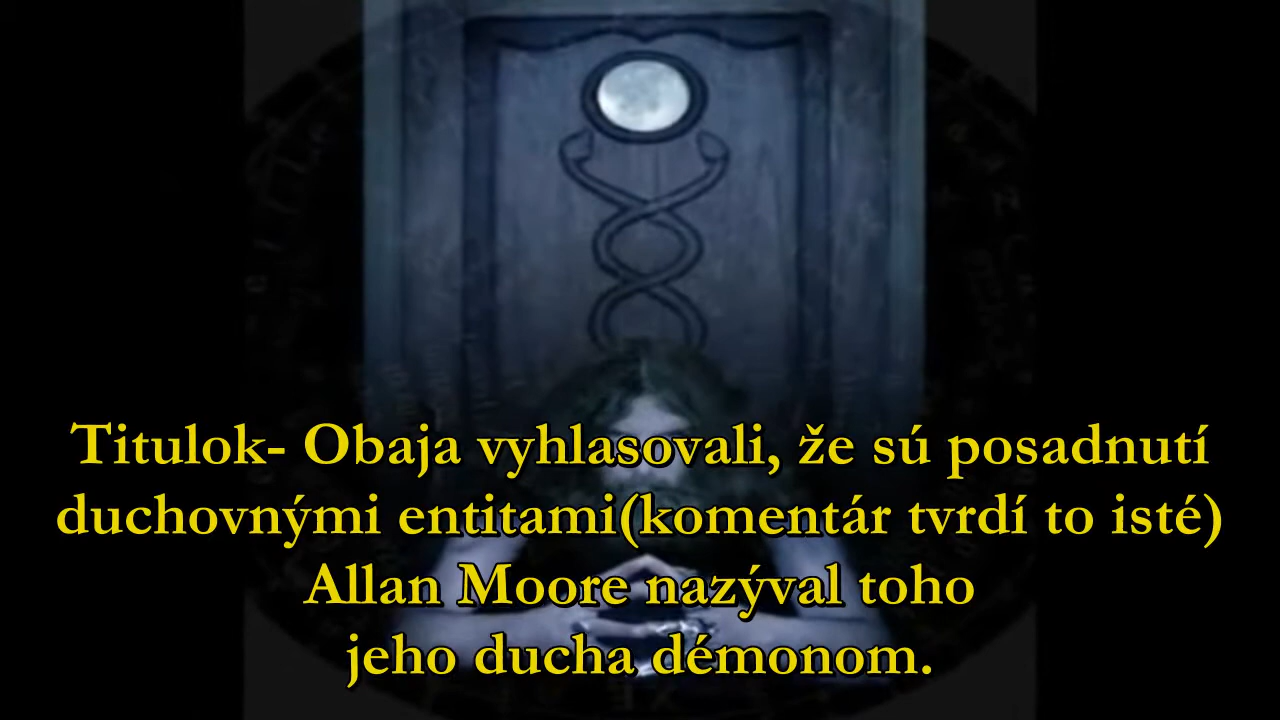 Titulok- Obaja vyhlasovali, že sú posadnutí
duchovnými entitami(komentár tvrdí to isté)
Allan Moore nazýval toho
jeho ducha démonom.